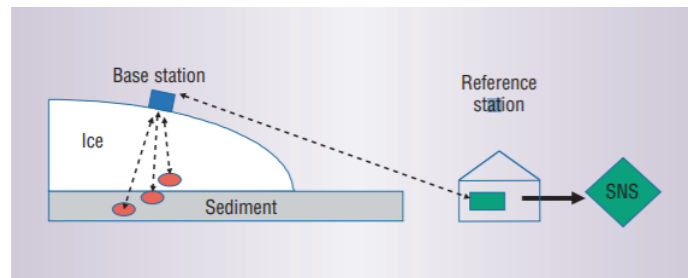 Base station
Reference
station
Ice
Sediment
SNS